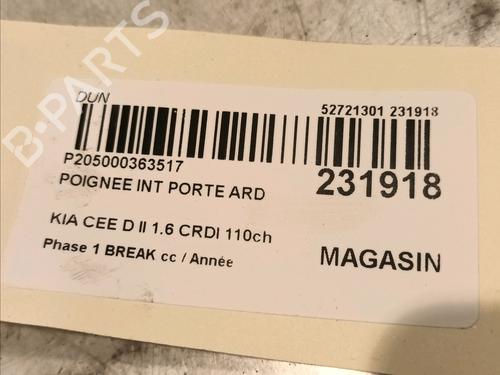 B-PARTS
DUN
52721301 231918
P205000363517
POIGNEE INT PORTE ARD
231918
KIA CEE D II 1.6 CRDI 110ch
Phase 1 BREAK cc / Année
MAGASIN